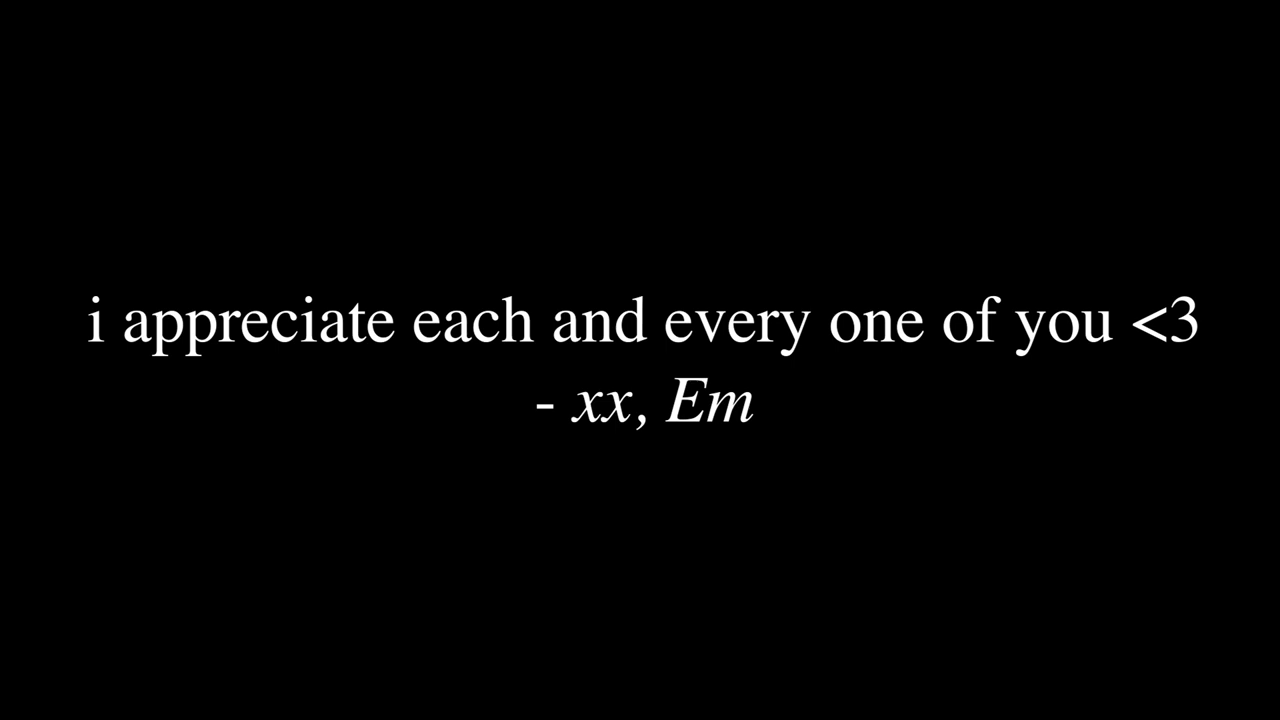 i appreciate each and every one of you <3
- xx, Em